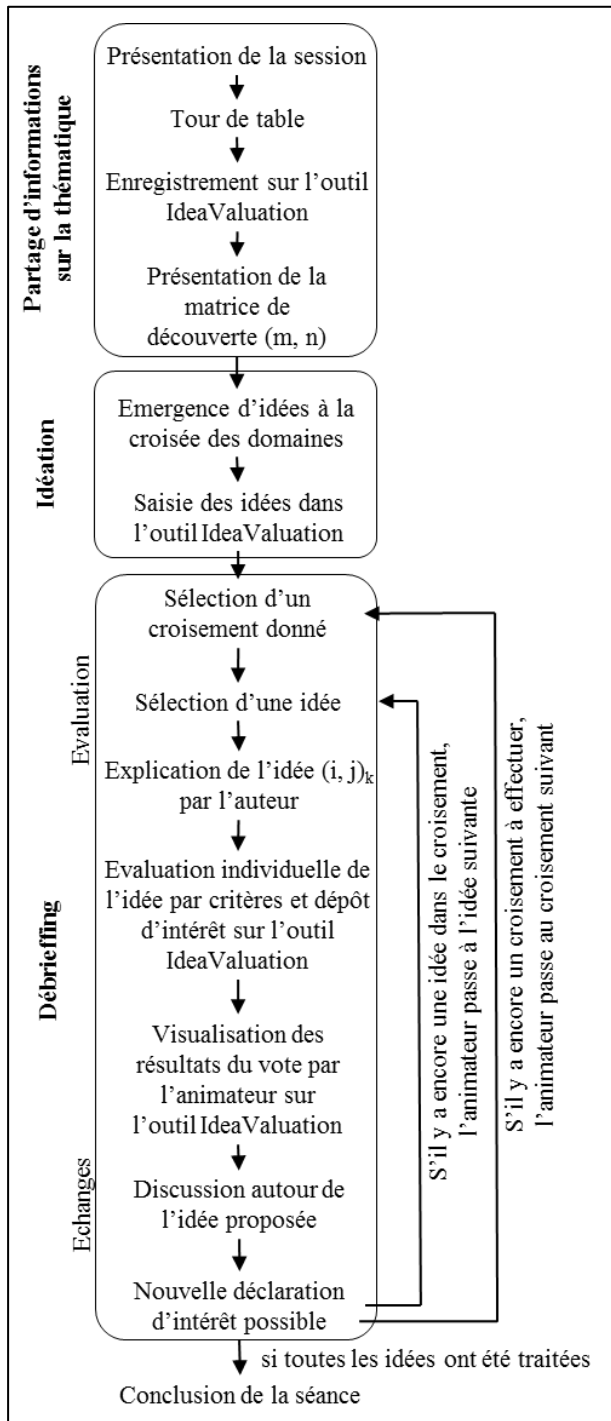 Partage d’informations
sur la thématique
Présentation de la session
Tour de table
Enregistrement sur l’outil
IdeaValuation
Présentation de la
matrice de
découverte (m, n)
Idéation
Emergence d’idées à la
croisée des domaines
Saisie des idées dans
l’outil IdeaValuation
Débrieffing
Evaluation
Sélection d’un
croisement donné
Sélection d’une idée
Explication de l’idée (i, j)k
par l’auteur
Evaluation individuelle de
l’idée par critères et dépôt
d’intérêt sur l’outil
IdeaValuation
Echanges
Visualisation des
résultats du vote par
l’animateur sur
l’outil IdeaValuation
Discussion autour de
l’idée proposée
Nouvelle déclaration
d’intérêt possible
S’il y a encore une idée dans le croisement,
l’animateur passe à l’idée suivante
S’il y a encore un croisement à effectuer,
l’animateur passe au croisement suivant
si toutes les idées ont été traitées
Conclusion de la séance